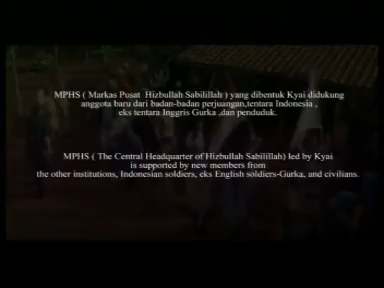 MPHS ( Markas Pusat Hizbullah Sabilillah ) yang dibentuk Kyai didukung
anggota baru dari badan-badan perjuangan,tentara Indonesia ,
eks tentara Inggris Gurka ,dan penduduk.
MPHS ( The Central Headquarter of Hizbullah Sabilillah) led by Kyai
is supported by new members from
the other institutions, Indonesian soldiers, eks English soldiers-Gurka, and civilians.